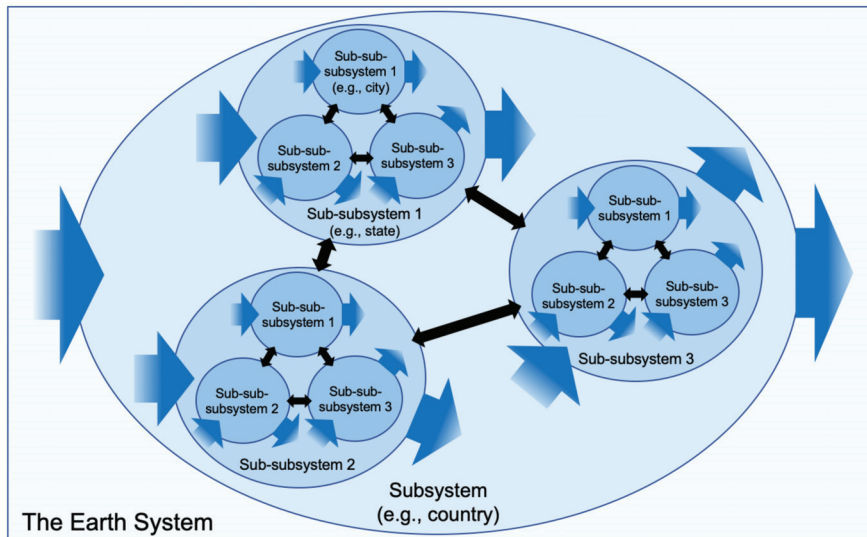 Sub-sub-
subsystem 1
(e.g., city)
Sub-sub-
subsystem 2
Sub-sub-
subsystem 3
Sub-subsystem 1
(e.g., state)
Sub-sub-
subsystem 1
Sub-sub-
subsystem 2
Sub-sub-
subsystem 3
Sub-subsystem 3
Sub-sub-
subsystem 1
Sub-sub-
subsystem 2
Sub-sub-
subsystem 3
Sub-subsystem 2
Subsystem
(e.g., country)
The Earth System